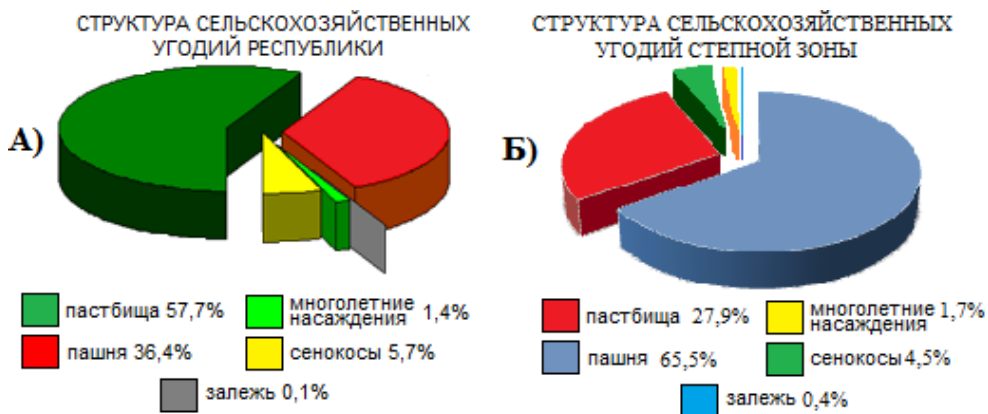 СТРУКТУРА СЕЛЬСКОХОЗЯЙСТВЕННЫХ
УГОДИЙ РЕСПУБЛИКИ
А)
пастбища 57,7%
многолетние
насаждения 1,4%
пашня 36,4%
сенокосы 5,7%
залежь 0,1%
СТРУКТУРА СЕЛЬСКОХОЗЯЙСТВЕННЫХ
УГОДИЙ СТЕПНОЙ ЗОНЫ
Б)
пастбища 27,9%
многолетние 1,7%
насаждения
пашня 65,5%
сенокосы 4,5%
залежь 0,4%